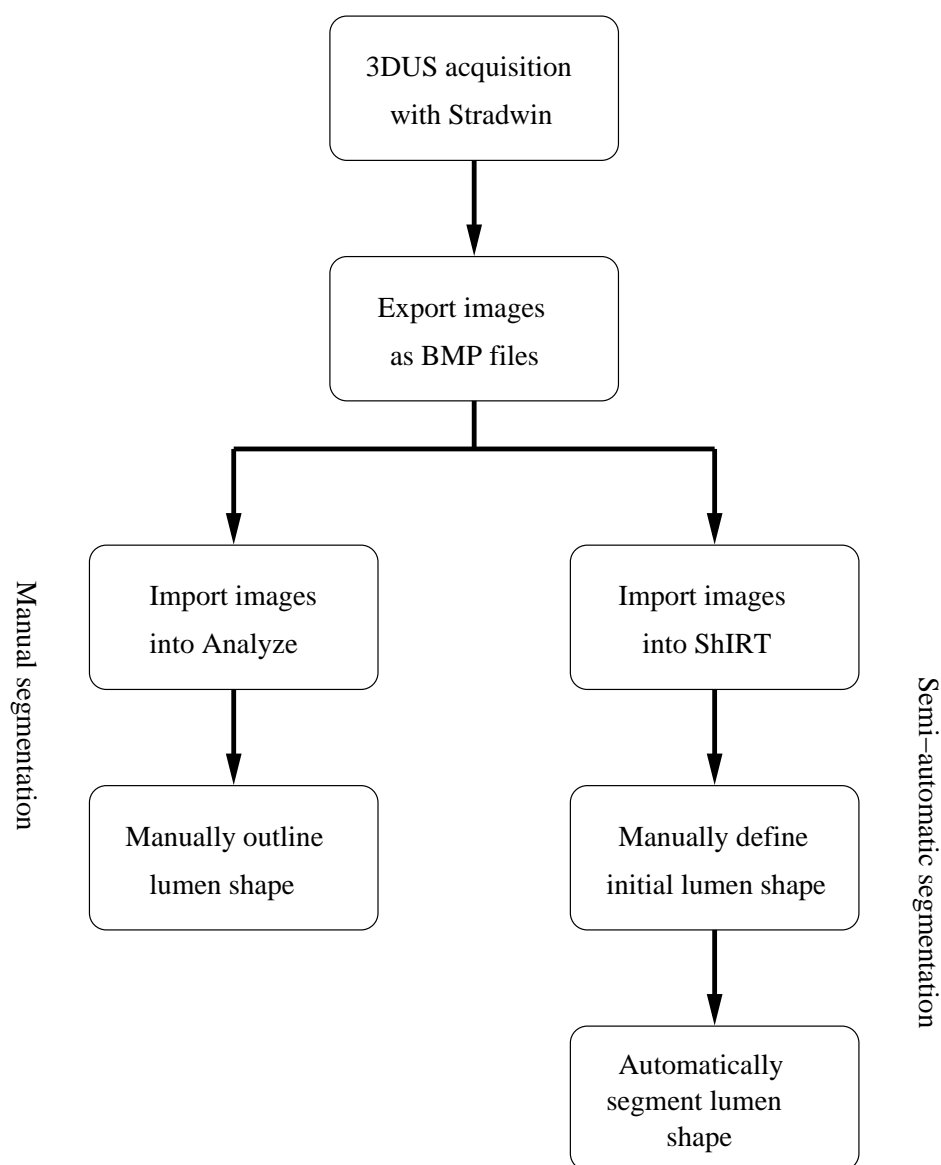 3DUS acquisition
with Stradwin
Export images
as BMP files
Manual segmentation
Import images
into Analyze
Manually outline
lumen shape
Import images
into ShIRT
Manually define
initial lumen shape
Automatically
segment lumen
shape
Semi−automatic segmentation